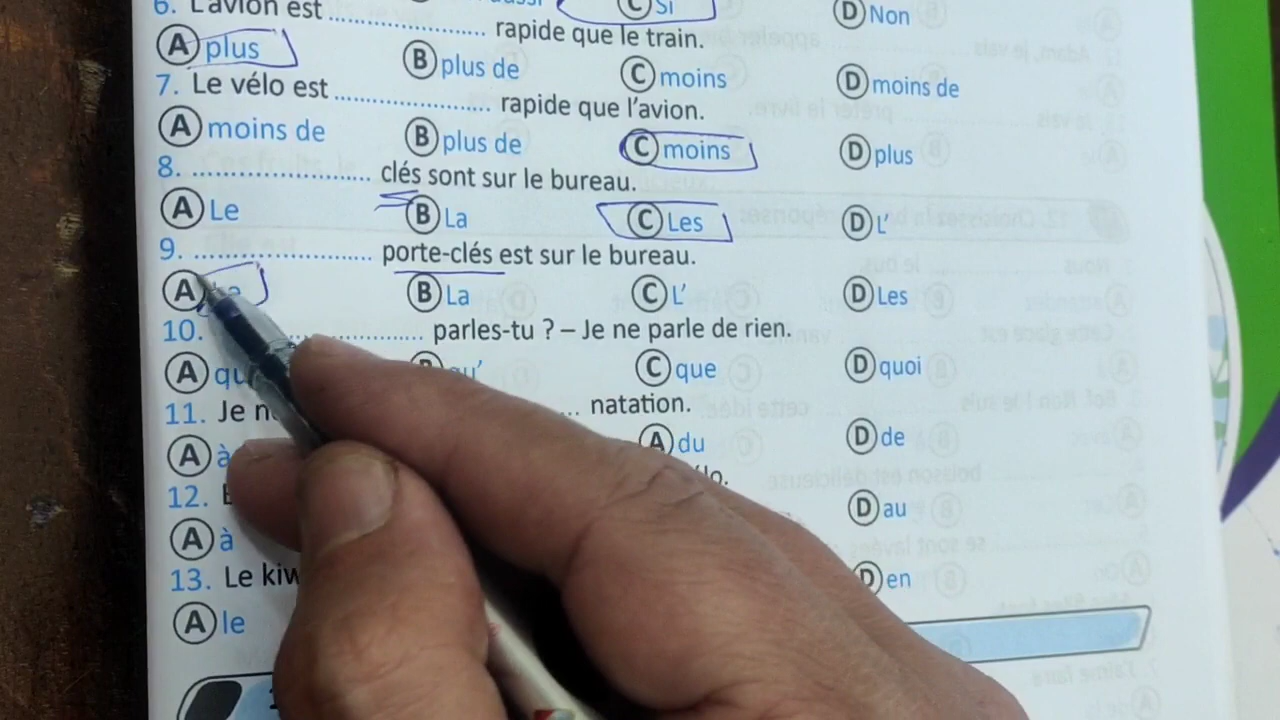 6. L'avion est ........................ rapide que le train.
A plus B plus de C moins D moins de
C Si D Non
7. Le vélo est ........................ rapide que l'avion.
A moins de B plus de C moins D plus
8. ........................ clés sont sur le bureau.
A Le B La C Les D L'
9. ........................ porte-clés est sur le bureau.
A B La C L' D Les
10. ........................ parles-tu ? – Je ne parle de rien.
A C que D quoi
11. Je ... natation.
A à A du D de
12.
A à D au
13. Le
A le D en